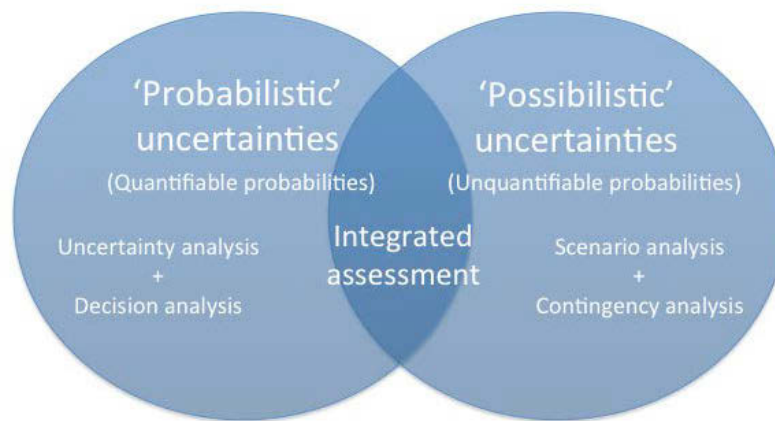 ‘Probabilistic’
uncertainties
(Quantifiable probabilities)
Uncertainty analysis
+
Decision analysis
Integrated
assessment
‘Possibilistic’
uncertainties
(Unquantifiable probabilities)
Scenario analysis
+
Contingency analysis